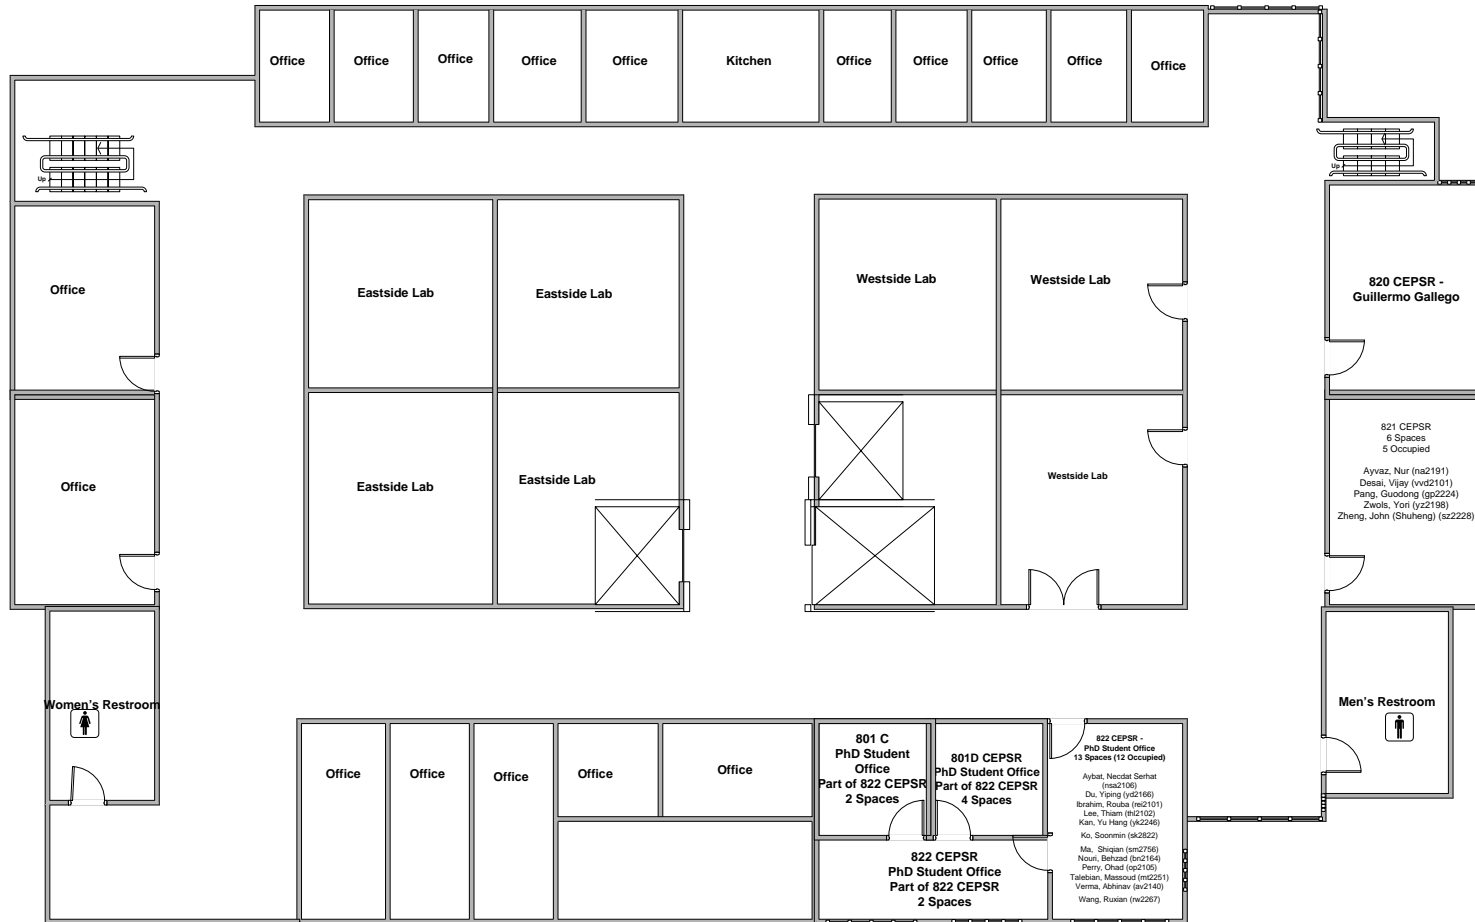 Office
Office
Office
Office
Office
Kitchen
Office
Office
Office
Office
Office
Up
Up
Office
Eastside Lab
Eastside Lab
Westside Lab
Westside Lab
820 CEPSR -
Guillermo Gallego
Office
Eastside Lab
Eastside Lab
Westside Lab
821 CEPSR
6 Spaces
5 Occupied
Ayvaz, Nur (na2191)
Desai, Vijay (vvd2101)
Pang, Guodong (gp2224)
Zwols, Yori (yz2198)
Zheng, John (Shuheng) (sz2228)
Women's Restroom
Men's Restroom
Office
Office
Office
Office
Office
801 C
PhD Student
Office
Part of 822 CEPSR
2 Spaces
801D CEPSR
PhD Student Office
Part of 822 CEPSR
4 Spaces
822 CEPSR -
PhD Student Office
13 Spaces (12 Occupied)
Aybat, Necdat Serhat
(nsa2106)
Du, Yiping (yd2166)
Ibrahim, Rouba (rei2101)
Lee, Thiam (thl2102)
Kan, Yu Hang (yk2246)
Ko, Soonmin (sk2822)
Ma, Shiqian (sm2756)
Nouri, Behzad (bn2164)
Perry, Ohad (op2105)
Talebian, Massoud (mt2251)
Verma, Abhinav (av2140)
Wang, Ruxian (rw2267)
822 CEPSR
PhD Student Office
Part of 822 CEPSR
2 Spaces